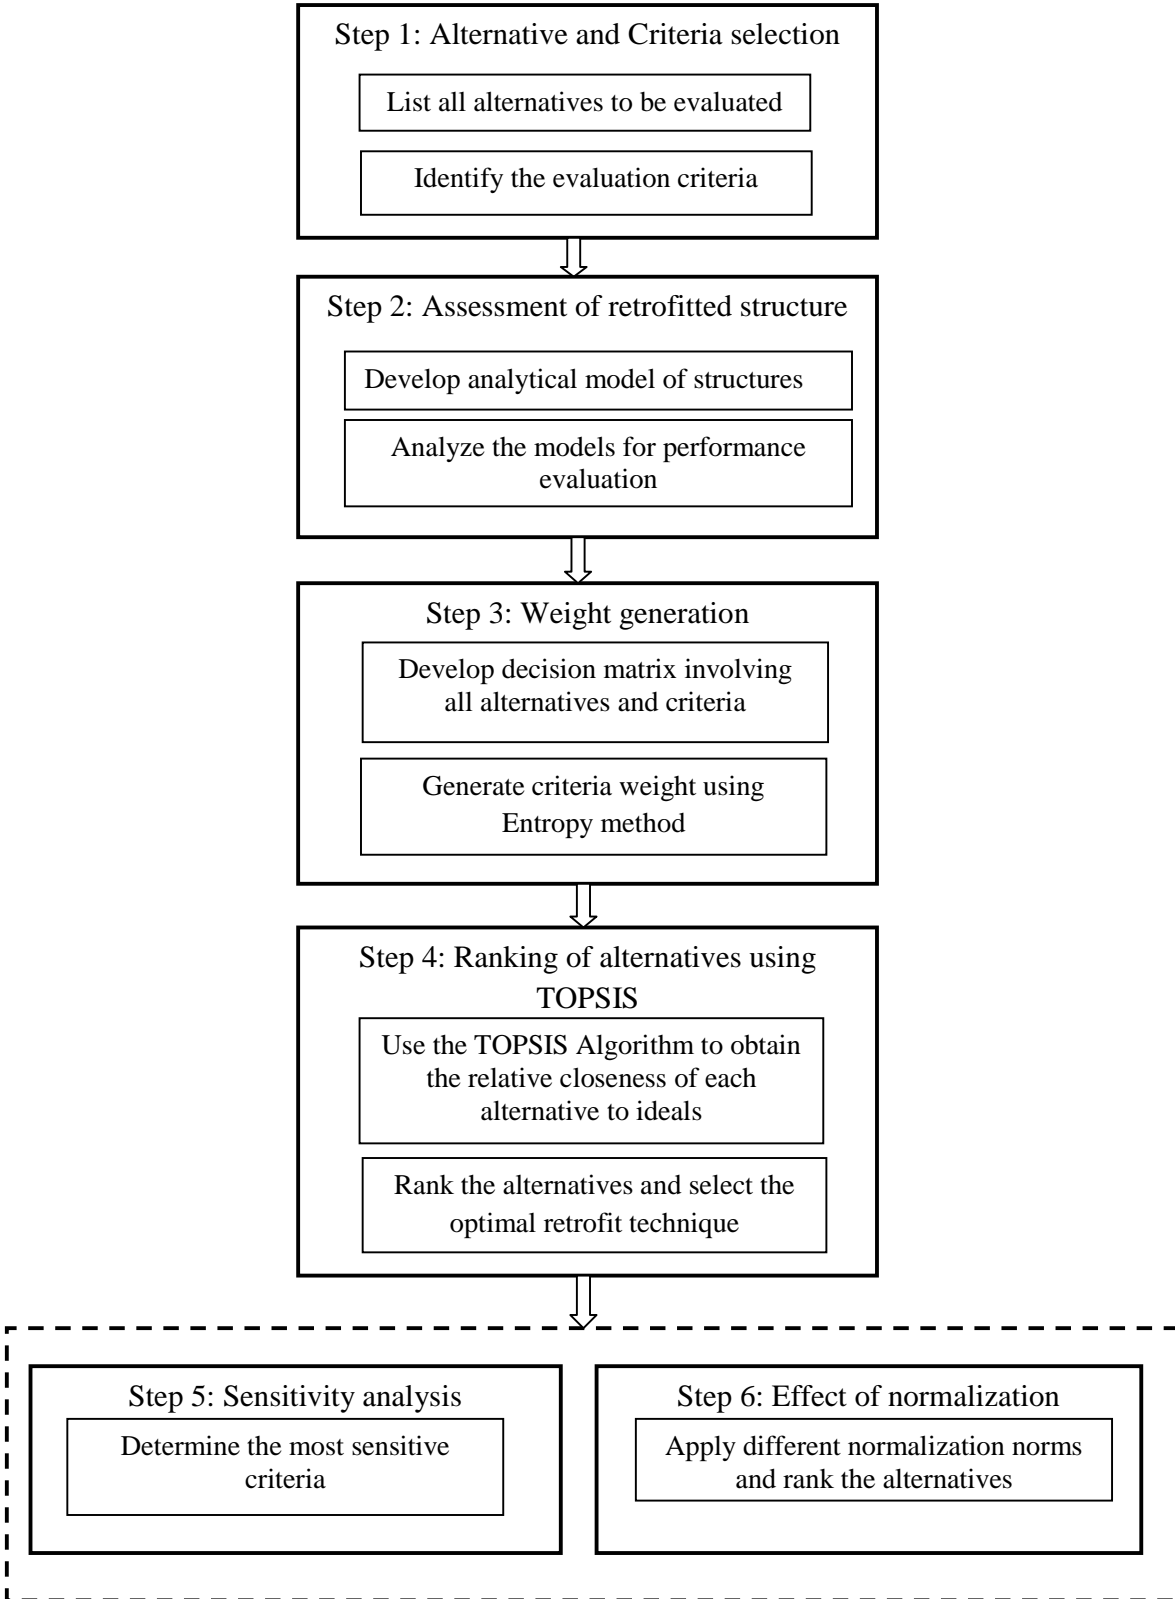 Step 1: Alternative and Criteria selection
List all alternatives to be evaluated
Identify the evaluation criteria
Step 2: Assessment of retrofitted structure
Develop analytical model of structures
Analyze the models for performance
evaluation
Step 3: Weight generation
Develop decision matrix involving
all alternatives and criteria
Generate criteria weight using
Entropy method
Step 4: Ranking of alternatives using
TOPSIS
Use the TOPSIS Algorithm to obtain
the relative closeness of each
alternative to ideals
Rank the alternatives and select the
optimal retrofit technique
Step 5: Sensitivity analysis
Determine the most sensitive
criteria
Step 6: Effect of normalization
Apply different normalization norms
and rank the alternatives